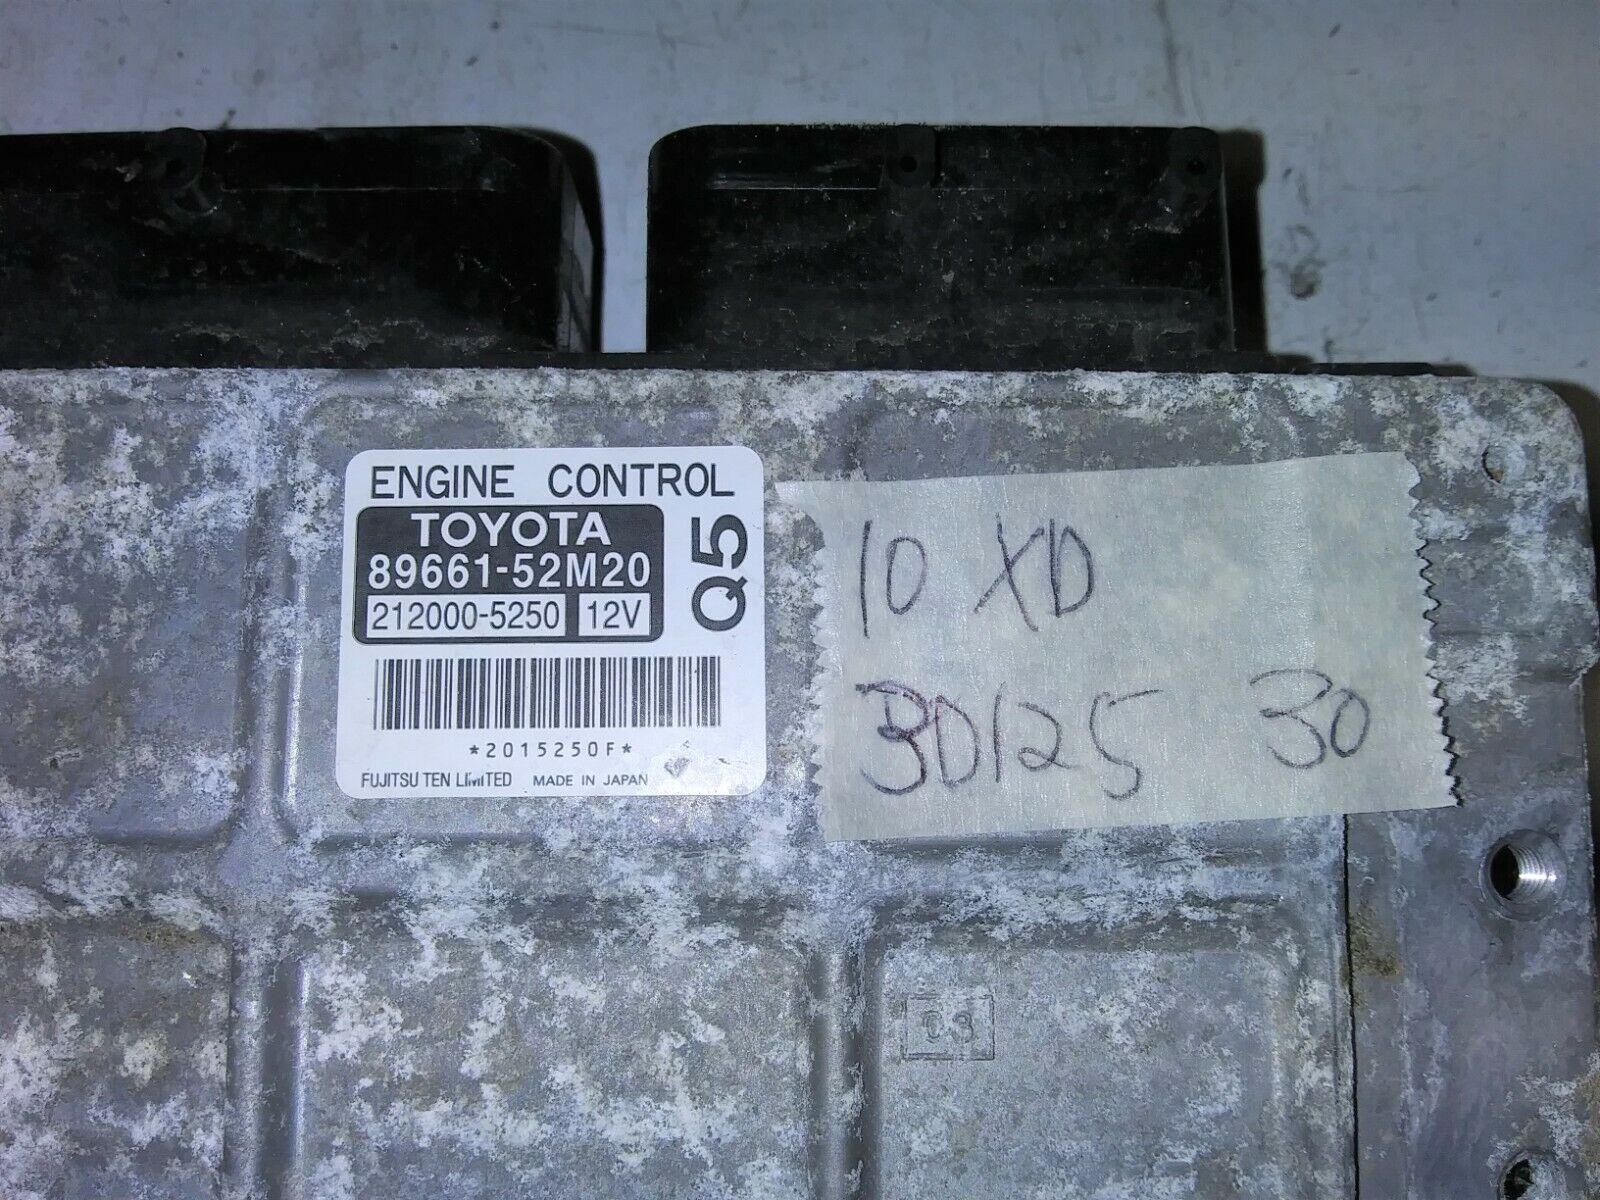 ENGINE CONTROL
TOYOTA
89661-52M20
212000-5250 12V
Q5
*2015250F*
FUJITSU TEN LIMITED MADE IN JAPAN
10 XD
3D125 30
03